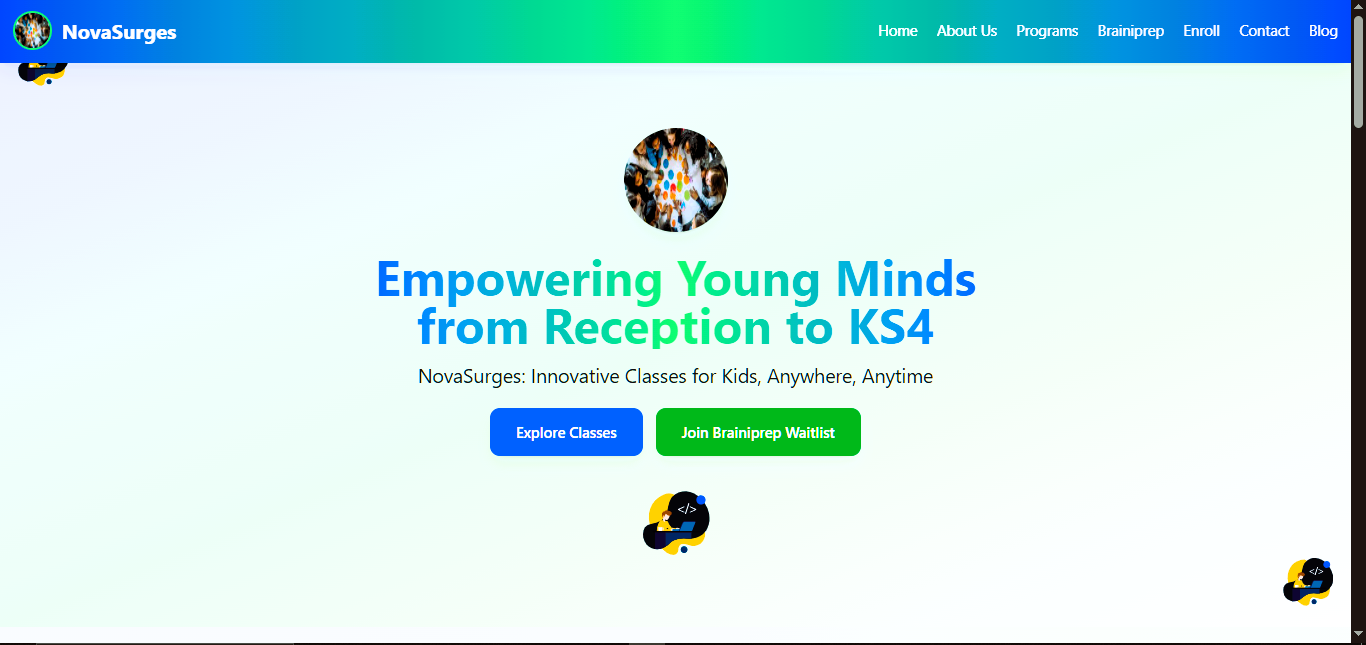 NovaSurges
Home About Us Programs Brainiprep Enroll Contact Blog
Empowering Young Minds
from Reception to KS4
NovaSurges: Innovative Classes for Kids, Anywhere, Anytime
Explore Classes Join Brainiprep Waitlist
</>
</>